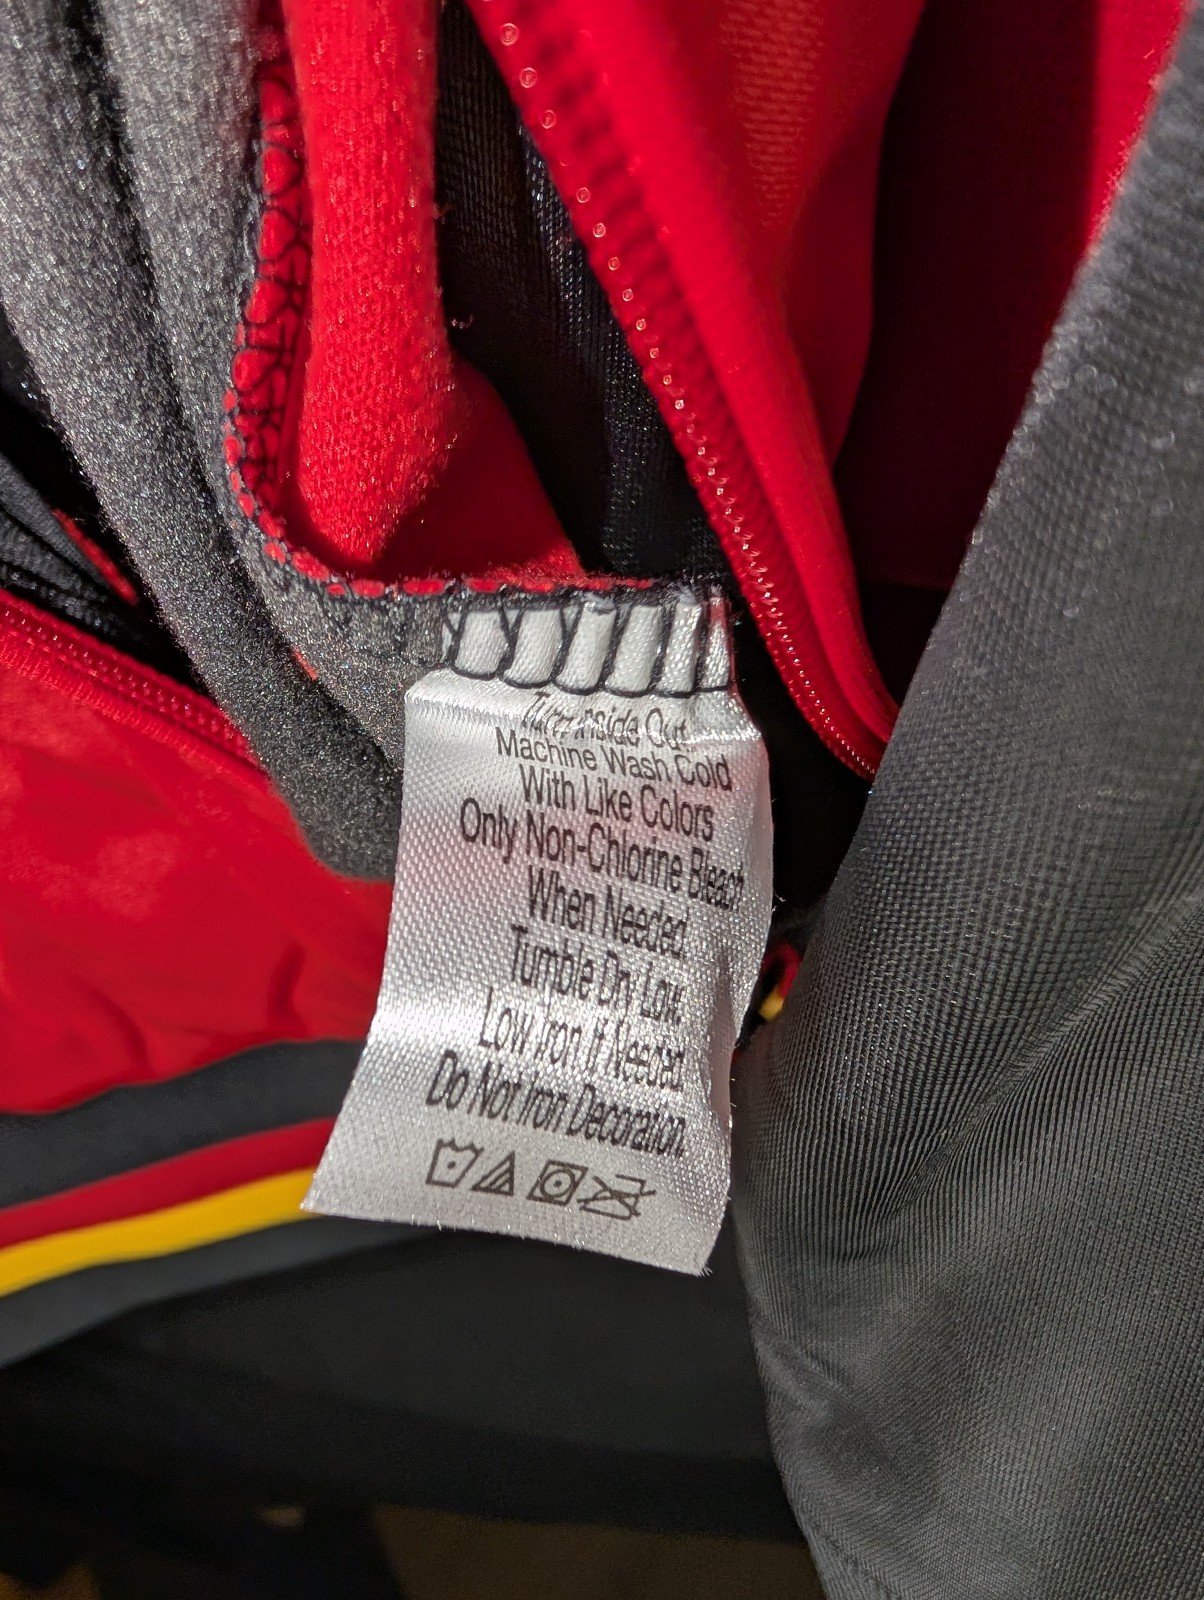 Turn Inside Out.
Machine Wash Cold
With Like Colors
Only Non-Chlorine Bleach
When Needed.
Tumble Dry Low.
Low Iron If Needed.
Do Not Iron Decoration.